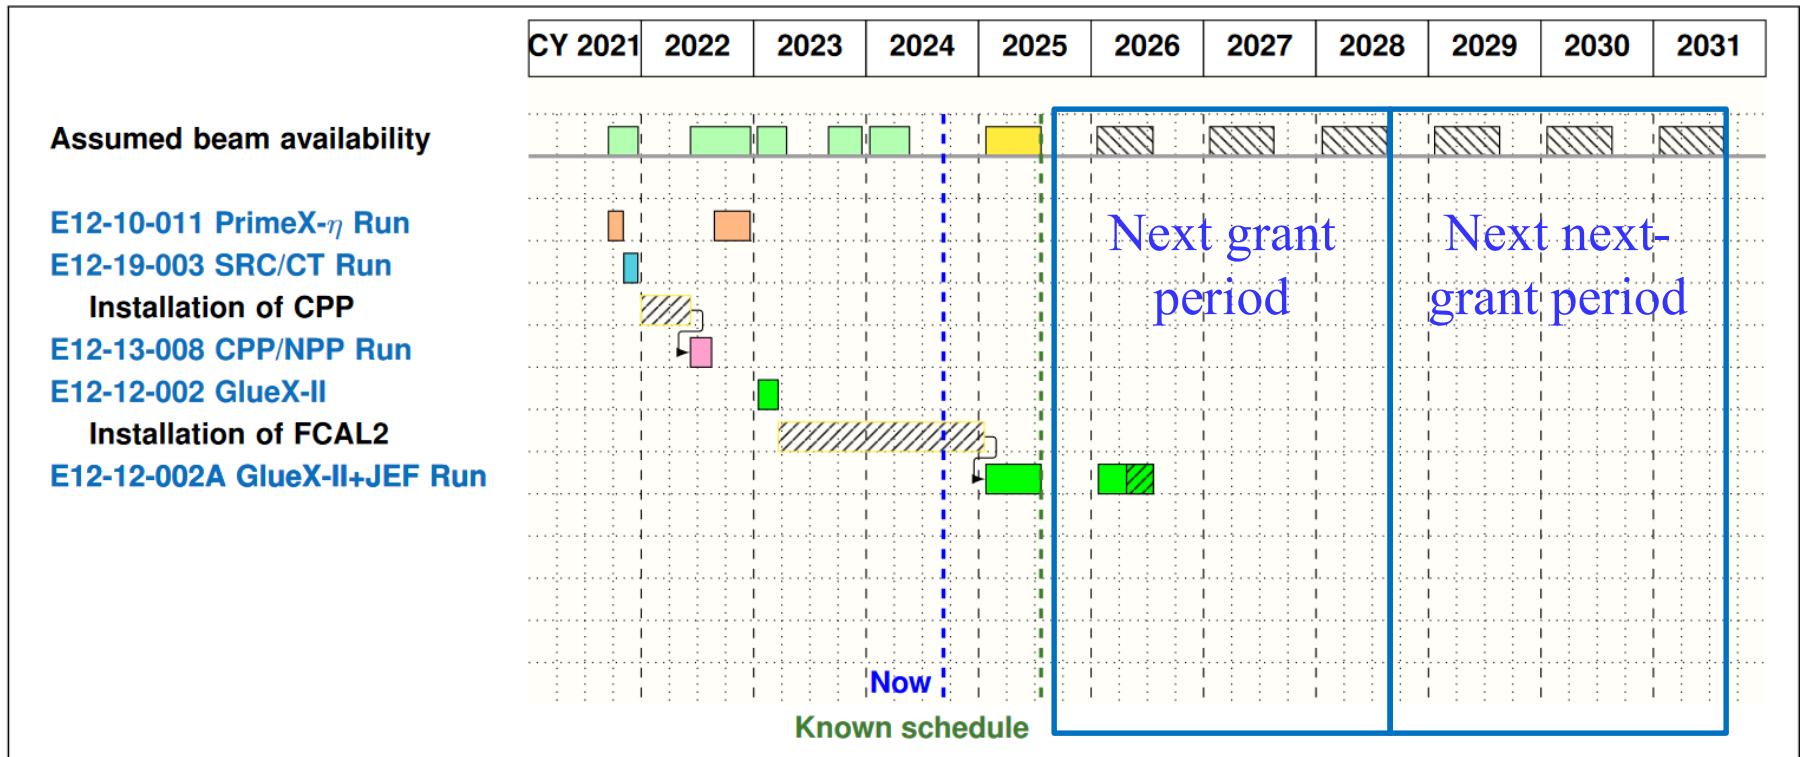 CY 2021 2022 2023 2024 2025 2026 2027 2028 2029 2030 2031
Assumed beam availability
E12-10-011 PrimeX-η Run
E12-19-003 SRC/CT Run
Installation of CPP
E12-13-008 CPP/NPP Run
E12-12-002 GlueX-II
Installation of FCAL2
E12-12-002A GlueX-II+JEF Run
Next grant
period
Next next-
grant period
Now
Known schedule